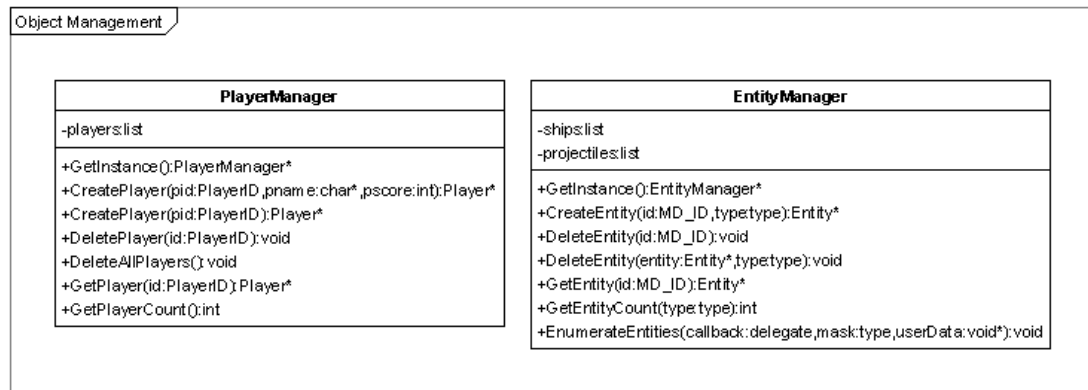 Object Management
PlayerManager
-players:list
+GetInstance():PlayerManager*
+CreatePlayer(pid:PlayerID,pname:char*,pscore:int):Player*
+CreatePlayer(pid:PlayerID):Player*
+DeletePlayer(id:PlayerID):void
+DeleteAllPlayers():void
+GetPlayer(id:PlayerID):Player*
+GetPlayerCount():int
EntityManager
-ships:list
-projectiles:list
+GetInstance():EntityManager*
+CreateEntity(id:MD_ID,type:type):Entity*
+DeleteEntity(id:MD_ID):void
+DeleteEntity(entity:Entity*,type:type):void
+GetEntity(id:MD_ID):Entity*
+GetEntityCount(type:type):int
+EnumerateEntities(callback:delegate,mask:type,userData:void*):void